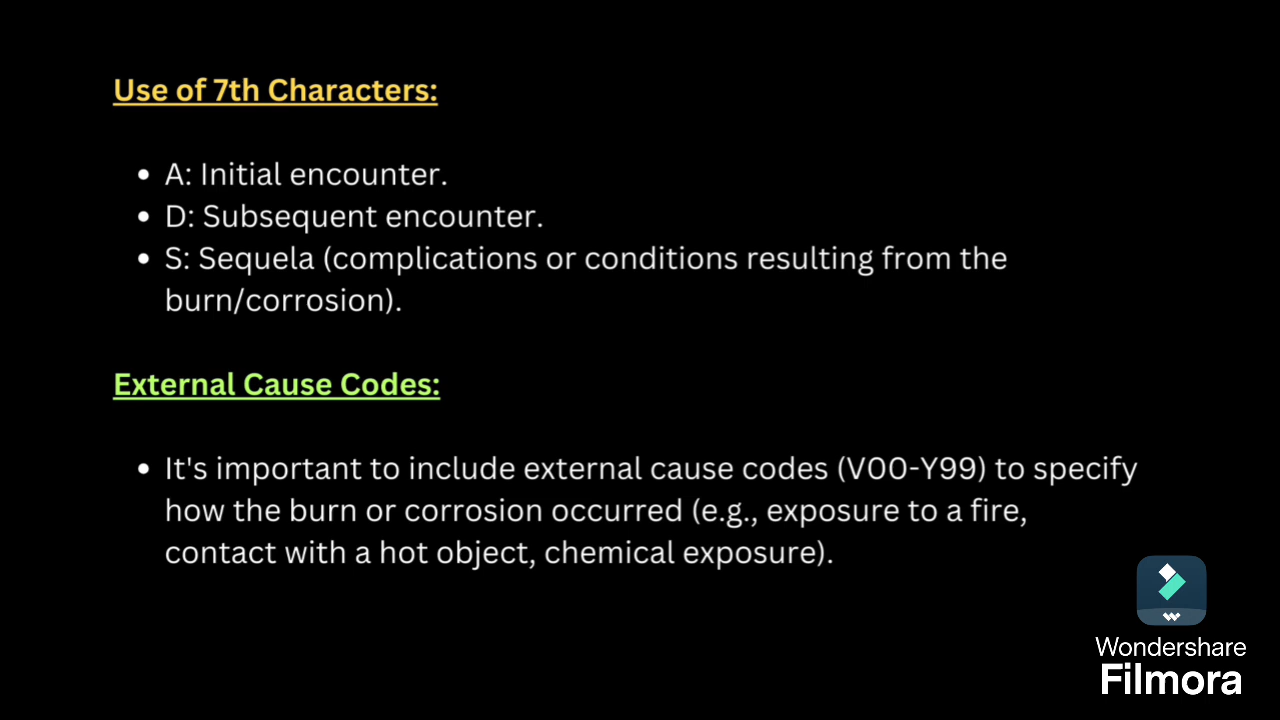 Use of 7th Characters:
• A: Initial encounter.
• D: Subsequent encounter.
• S: Sequela (complications or conditions resulting from the
burn/corrosion).
External Cause Codes:
• It's important to include external cause codes (V00-Y99) to specify
how the burn or corrosion occurred (e.g., exposure to a fire,
contact with a hot object, chemical exposure).
Wondershare
Filmora